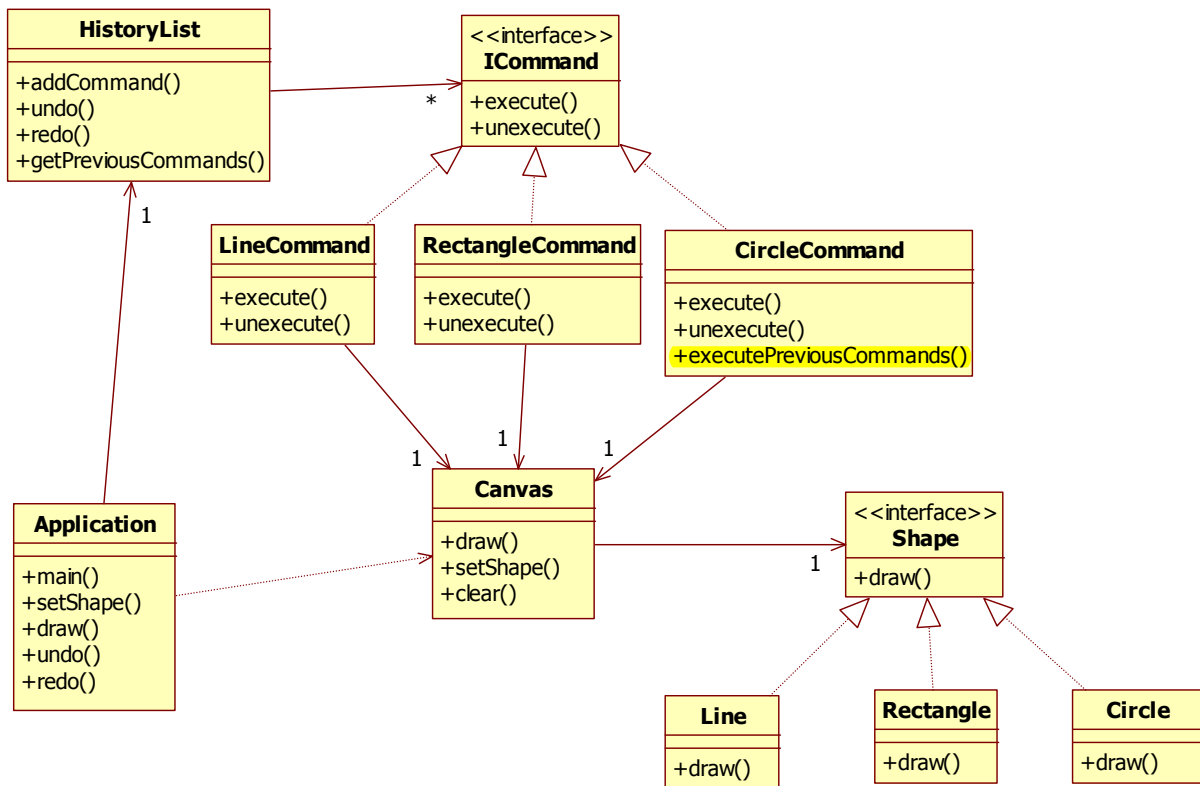 HistoryList
+addCommand()
+undo()
+redo()
+getPreviousCommands()
<<interface>>
ICommand
+execute()
+unexecute()
*
1
LineCommand
+execute()
+unexecute()
RectangleCommand
+execute()
+unexecute()
CircleCommand
+execute()
+unexecute()
+executePreviousCommands()
1
1
1
Application
+main()
+setShape()
+draw()
+undo()
+redo()
Canvas
+draw()
+setShape()
+clear()
1
<<interface>>
Shape
+draw()
Line
+draw()
Rectangle
+draw()
Circle
+draw()